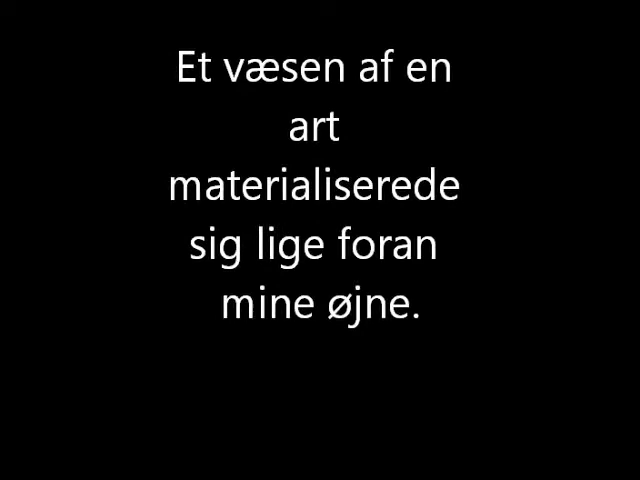 Et væsen af en
art
materialiserede
sig lige foran
mine øjne.